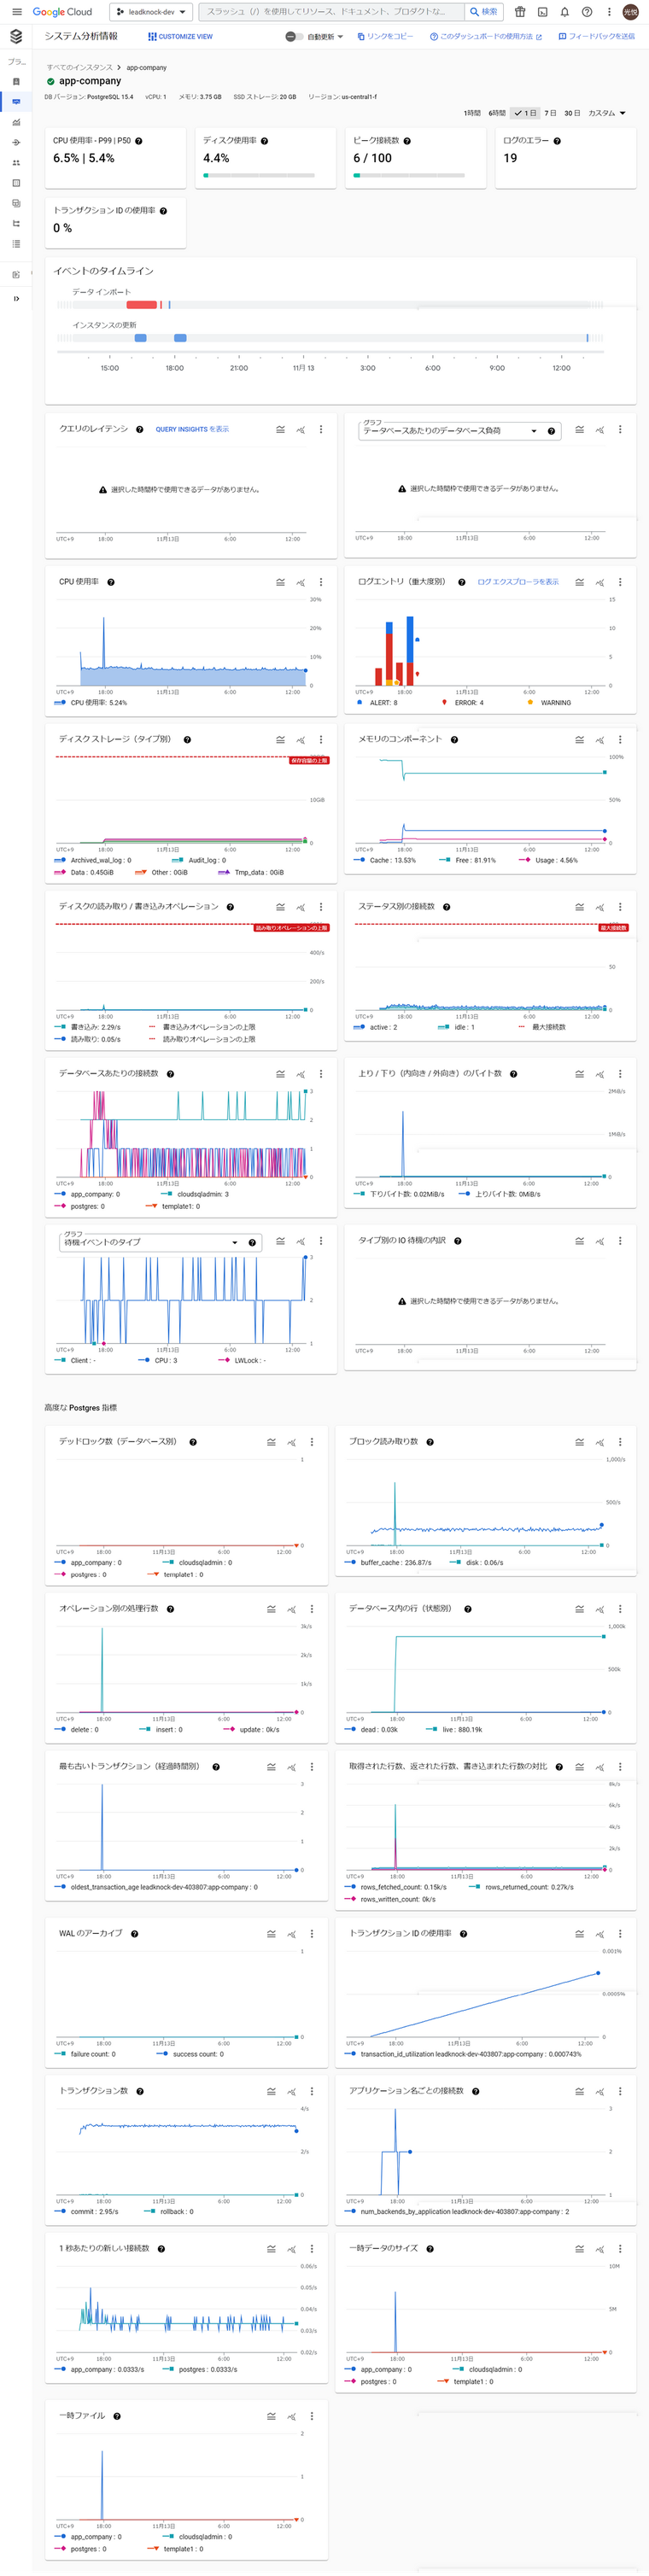 Google Cloud
leadknock-dev
スラッシュ（/）を使用してリソース、ドキュメント、プロダクトな...
検索
光悦
システム分析情報
CUSTOMIZE VIEW
自動更新
リンクをコピー
このダッシュボードの使用方法
フィードバックを送信
プラ...
すべてのインスタンス > app-company
app-company
DB バージョン: PostgreSQL 15.4 vCPU: 1 メモリ: 3.75 GB SSD ストレージ: 20 GB リージョン: us-central1-f
1時間 6時間 1 日 7 日 30 日 カスタム
CPU 使用率 - P99 | P50
6.5% | 5.4%
ディスク使用率
4.4%
ピーク接続数
6 / 100
ログのエラー
19
トランザクション ID の使用率
0 %
イベントのタイムライン
データ インポート
インスタンスの更新
15:00 18:00 21:00 11月 13 3:00 6:00 9:00 12:00
クエリのレイテンシ
QUERY INSIGHTS を表示
選択した時間枠で使用できるデータがありません。
UTC+9 18:00 11月13日 6:00 12:00
グラフ
データベースあたりのデータベース負荷
選択した時間枠で使用できるデータがありません。
UTC+9 18:00 11月13日 6:00 12:00
CPU 使用率
30%
20%
10%
0
UTC+9 18:00 11月13日 6:00 12:00
CPU 使用率: 5.24%
ログエントリ（重大度別）
ログ エクスプローラを表示
15
10
5
0
UTC+9 18:00 11月13日 6:00 12:00
ALERT: 8 ERROR: 4 WARNING
ディスク ストレージ（タイプ別）
保存容量の上限
10GiB
0
UTC+9 18:00 11月13日 6:00 12:00
Archived_wal_log : 0 Audit_log : 0
Data : 0.45GiB Other : 0GiB Tmp_data : 0GiB
メモリのコンポーネント
100%
50%
0
UTC+9 18:00 11月13日 6:00 12:00
Cache : 13.53% Free : 81.91% Usage : 4.56%
ディスクの読み取り / 書き込みオペレーション
読み取りオペレーションの上限
400/s
200/s
0
UTC+9 18:00 11月13日 6:00 12:00
書き込み: 2.29/s 書き込みオペレーションの上限
読み取り: 0.05/s 読み取りオペレーションの上限
ステータス別の接続数
最大接続数
50
0
UTC+9 18:00 11月13日 6:00 12:00
active : 2 idle : 1 最大接続数
データベースあたりの接続数
3
2
1
0
UTC+9 18:00 11月13日 6:00 12:00
app_company: 0 cloudsqladmin: 3
postgres: 0 template1: 0
上り / 下り（内向き / 外向き）のバイト数
2MiB/s
1MiB/s
0
UTC+9 18:00 11月13日 6:00 12:00
下りバイト数: 0.02MiB/s 上りバイト数: 0MiB/s
グラフ
待機イベントのタイプ
3
2
1
UTC+9 18:00 11月13日 6:00 12:00
Client : - CPU : 3 LWLock : -
タイプ別の IO 待機の内訳
選択した時間枠で使用できるデータがありません。
UTC+9 18:00 11月13日 6:00 12:00
高度な Postgres 指標
デッドロック数（データベース別）
1
0
UTC+9 18:00 11月13日 6:00 12:00
app_company : 0 cloudsqladmin : 0
postgres : 0 template1 : 0
ブロック読み取り数
1,000/s
500/s
0
UTC+9 18:00 11月13日 6:00 12:00
buffer_cache : 236.87/s disk : 0.06/s
オペレーション別の処理行数
3k/s
2k/s
1k/s
0
UTC+9 18:00 11月13日 6:00 12:00
delete : 0 insert : 0 update : 0k/s
データベース内の行（状態別）
1,000k
500k
0
UTC+9 18:00 11月13日 6:00 12:00
dead : 0.03k live : 880.19k
最も古いトランザクション（経過時間別）
3
2
1
0
UTC+9 18:00 11月13日 6:00 12:00
oldest_transaction_age leadknock-dev-403807:app-company : 0
取得された行数、返された行数、書き込まれた行数の対比
8k/s
6k/s
4k/s
2k/s
0
UTC+9 18:00 11月13日 6:00 12:00
rows_fetched_count: 0.15k/s rows_returned_count: 0.27k/s
rows_written_count: 0k/s
WAL のアーカイブ
1
0
UTC+9 18:00 11月13日 6:00 12:00
failure count: 0 success count: 0
トランザクション ID の使用率
0.001%
0.0005%
0
UTC+9 18:00 11月13日 6:00 12:00
transaction_id_utilization leadknock-dev-403807:app-company : 0.000743%
トランザクション数
4/s
2/s
0
UTC+9 18:00 11月13日 6:00 12:00
commit : 2.95/s rollback : 0
アプリケーション名ごとの接続数
3
2
1
UTC+9 18:00 11月13日 6:00 12:00
num_backends_by_application leadknock-dev-403807:app-company : 2
1 秒あたりの新しい接続数
0.06/s
0.05/s
0.04/s
0.03/s
0.02/s
UTC+9 18:00 11月13日 6:00 12:00
app_company : 0.0333/s postgres : 0.0333/s
一時データのサイズ
10M
5M
0
UTC+9 18:00 11月13日 6:00 12:00
app_company : 0 cloudsqladmin : 0
postgres : 0 template1 : 0
一時ファイル
2
1
0
UTC+9 18:00 11月13日 6:00 12:00
app_company : 0 cloudsqladmin : 0
postgres : 0 template1 : 0